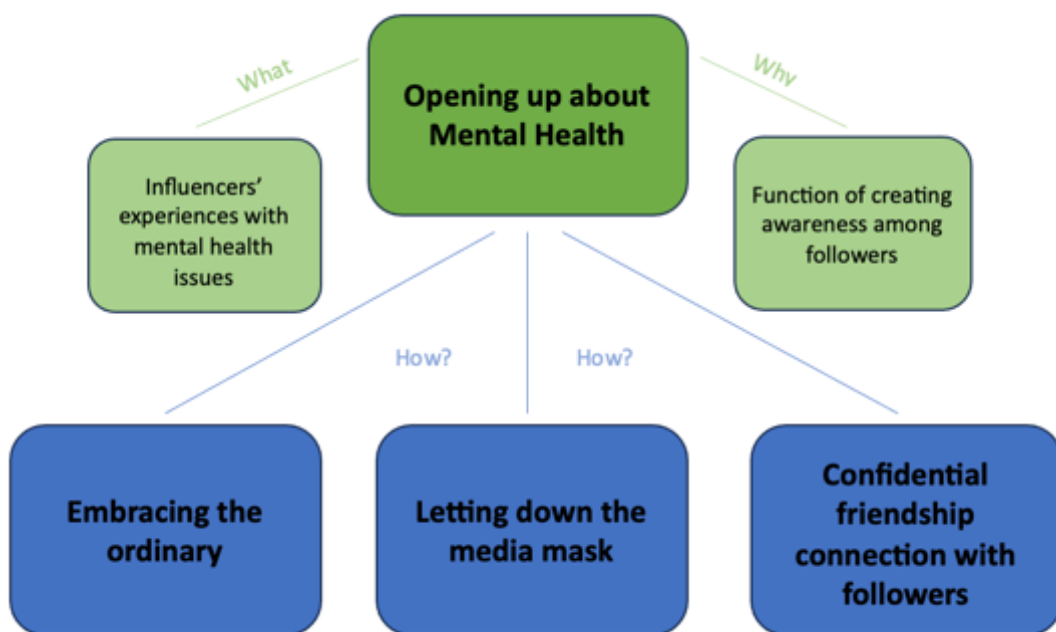 What
Opening up about
Mental Health
Why
Influencers’
experiences with
mental health
issues
Function of creating
awareness among
followers
How?
How?
Embracing the
ordinary
Letting down the
media mask
Confidential
friendship
connection with
followers